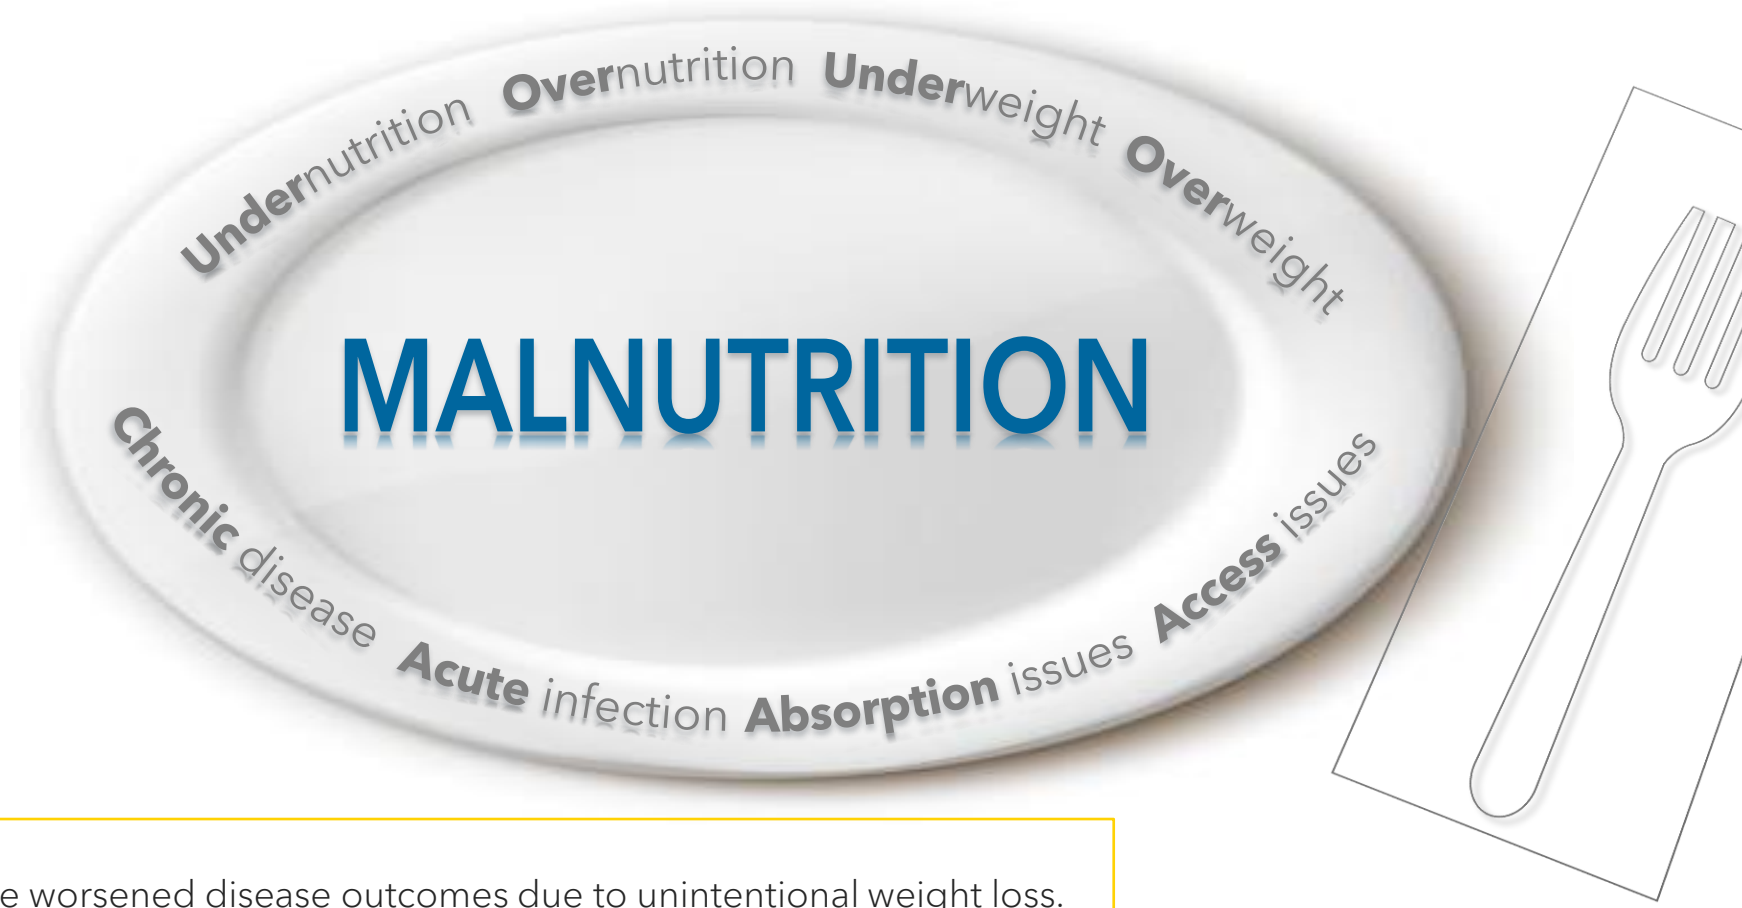 Undernutrition Overnutrition Underweight Overweight
MALNUTRITION
Chronic disease Acute infection Absorption issues Access issues
worsened disease outcomes due to unintentional weight loss.